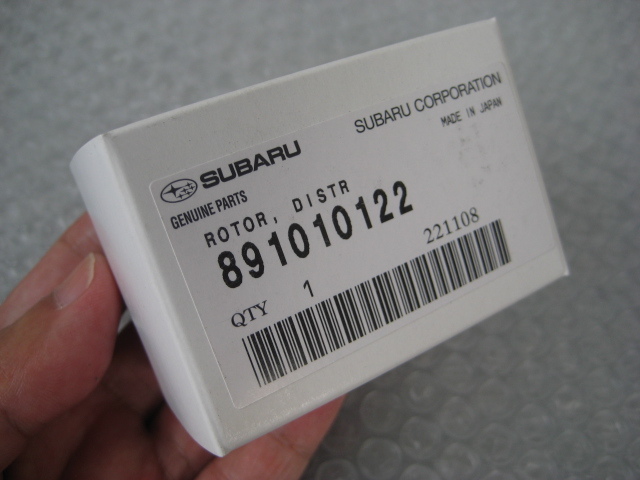 SUBARU
SUBARU CORPORATION
GENUINE PARTS
MADE IN JAPAN
ROTOR, DISTR
891010122
QTY 1
221108